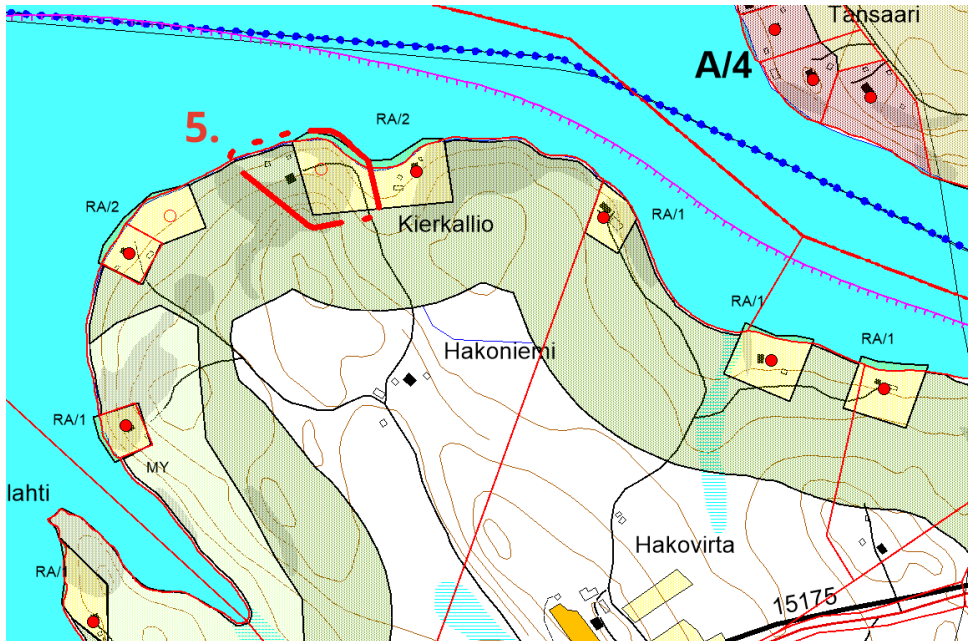 Tansaari
A/4
5.
RA/2
RA/2
RA/1
Kierkallio
RA/1
RA/1
Hakoniemi
RA/1
MY
lahti
Hakovirta
RA/1
15175